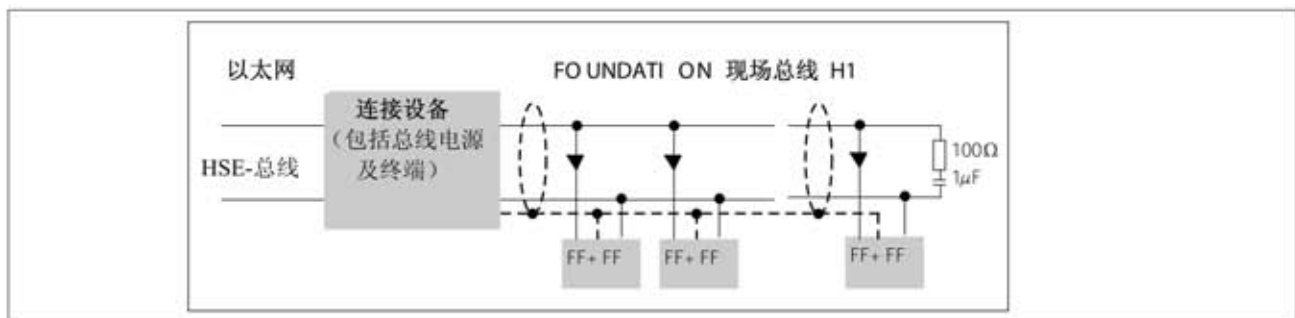 以太网
FO UNDATI ON 现场总线 H1
连接设备
（包括总线电源
及终端）
HSE-总线
100Ω
1μF
FF+ FF
FF+ FF
FF+ FF